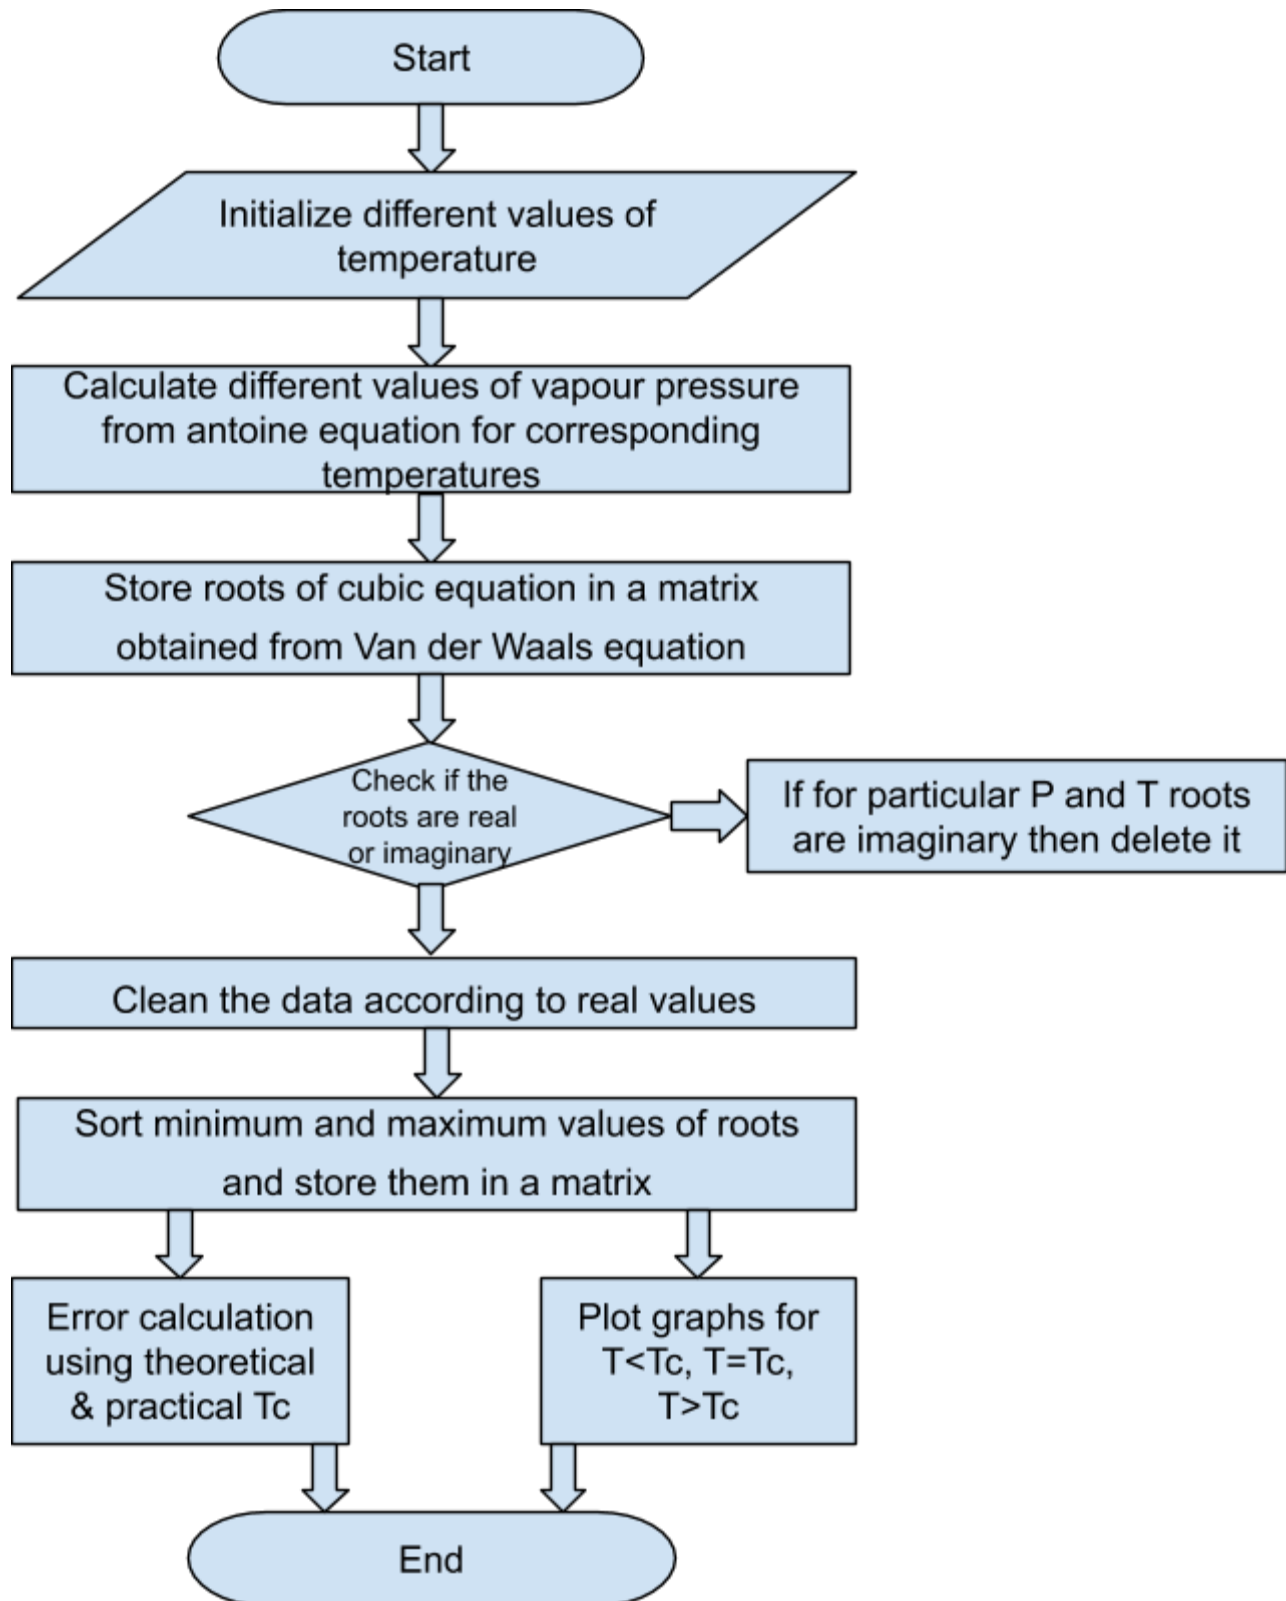 Start
Initialize different values of
temperature
Calculate different values of vapour pressure
from antoine equation for corresponding
temperatures
Store roots of cubic equation in a matrix
obtained from Van der Waals equation
Check if the
roots are real
or imaginary
If for particular P and T roots
are imaginary then delete it
Clean the data according to real values
Sort minimum and maximum values of roots
and store them in a matrix
Error calculation
using theoretical
& practical Tc
Plot graphs for
T<Tc, T=Tc,
T>Tc
End